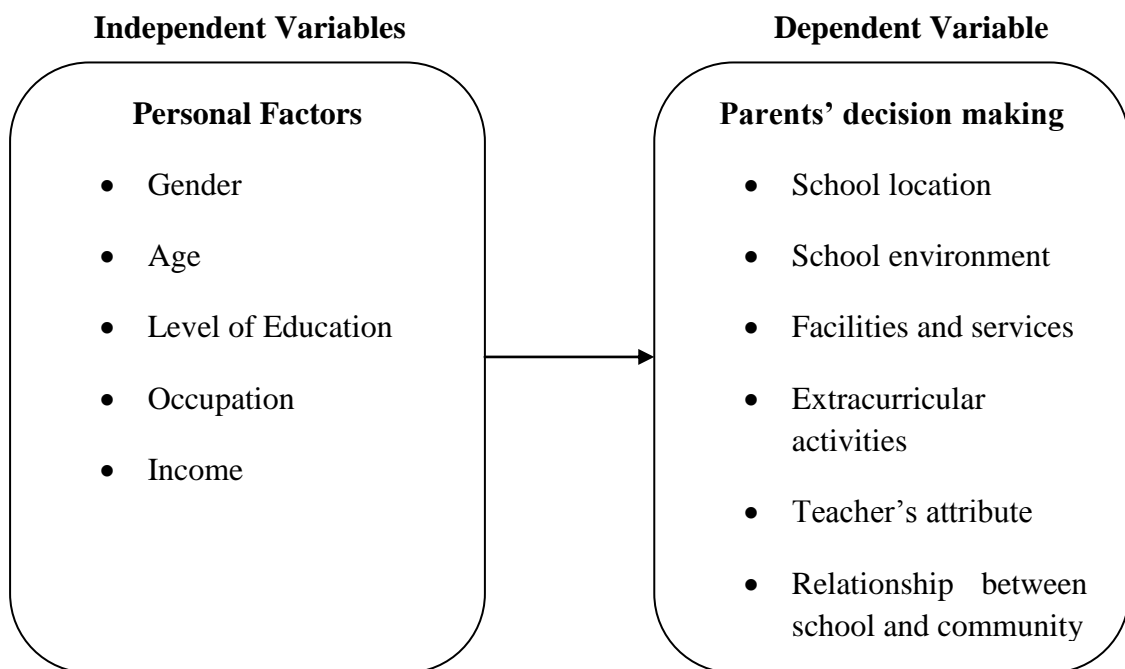 Independent Variables
Personal Factors
• Gender
• Age
• Level of Education
• Occupation
• Income
Dependent Variable
Parents’ decision making
• School location
• School environment
• Facilities and services
• Extracurricular
activities
• Teacher’s attribute
• Relationship between
school and community